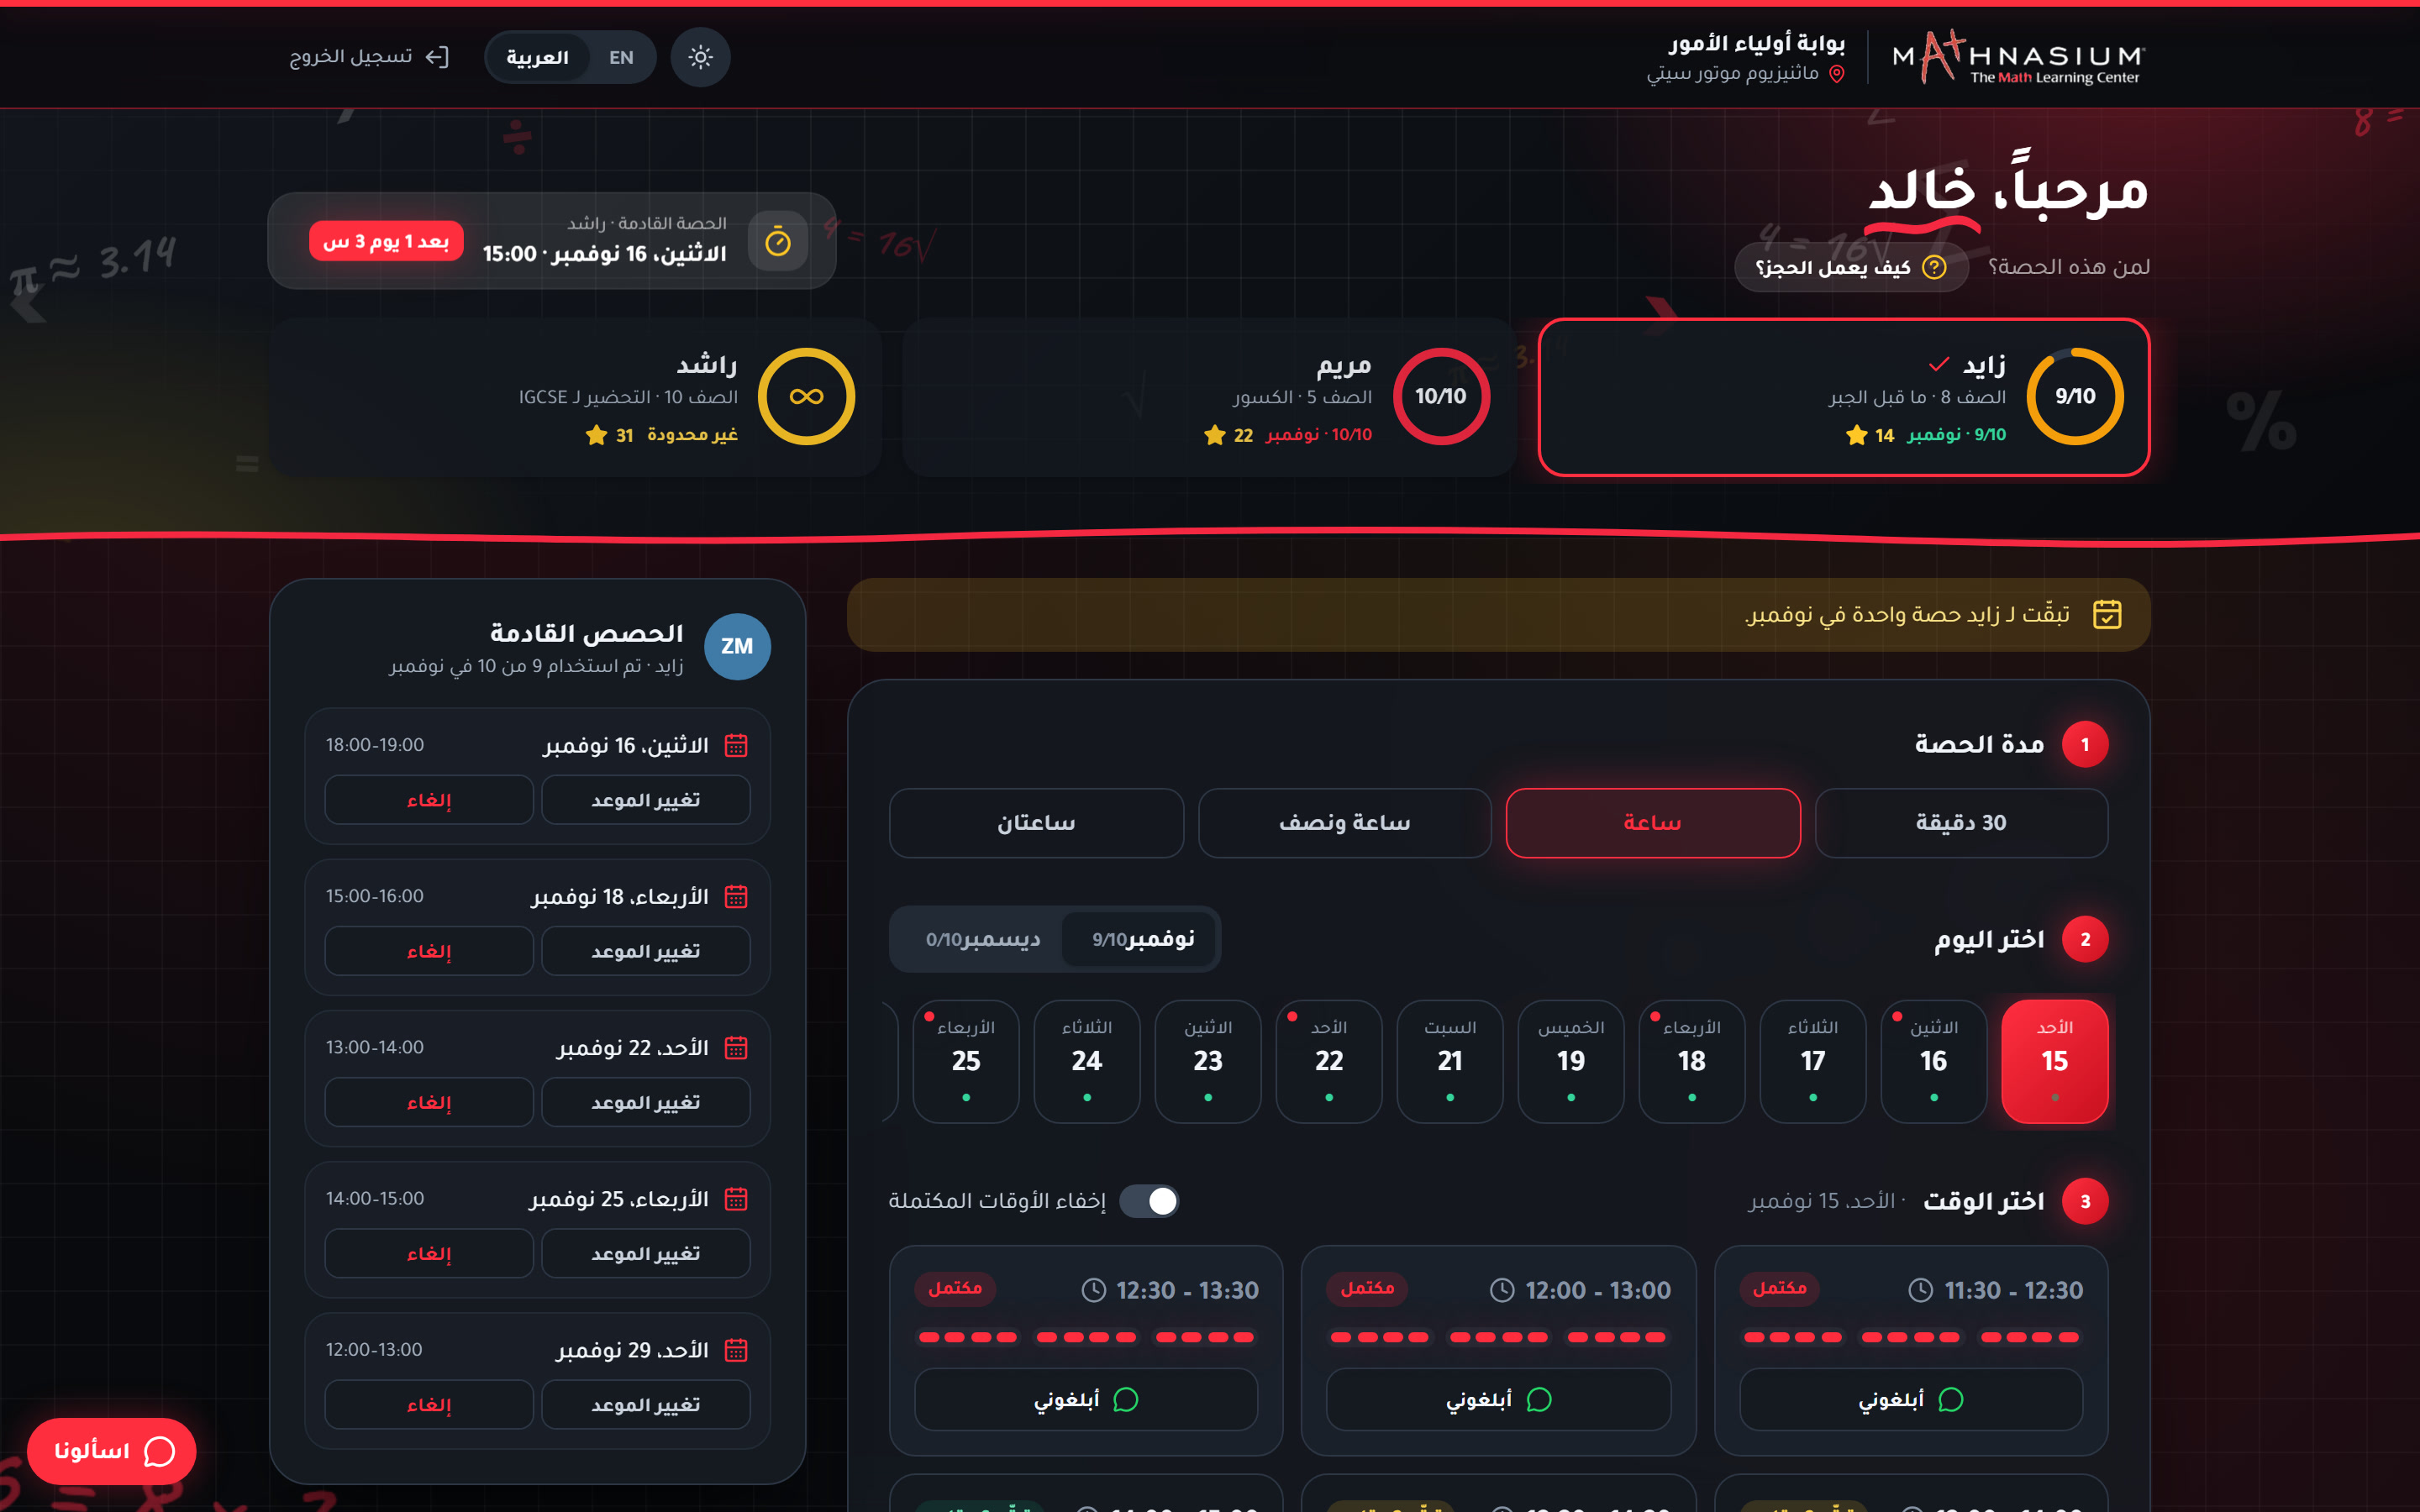 MATHNASIUM
The Math Learning Center
بوابة أولياء الأمور
ماثنيزيوم موتور سيتي
EN
العربية
تسجيل الخروج
8 =
÷
مرحباً، خالد
لمن هذه الحصة؟
كيف يعمل الحجز؟
4 = 16√
4 = 16√
π ≈ 3.14
الحصة القادمة · راشد
الاثنين، 16 نوفمبر · 15:00
بعد 1 يوم 3 س
9/10
زايد
الصف 8 · ما قبل الجبر
9/10 · نوفمبر
14
10/10
مريم
الصف 5 · الكسور
10/10 · نوفمبر
22
∞
راشد
الصف 10 · التحضير لـ IGCSE
غير محدودة
31
%
=
√
تبقّت لـ زايد حصة واحدة في نوفمبر.
1
مدة الحصة
30 دقيقة
ساعة
ساعة ونصف
ساعتان
2
اختر اليوم
نوفمبر9/10
ديسمبر0/10
الأحد
15
الاثنين
16
الثلاثاء
17
الأربعاء
18
الخميس
19
السبت
21
الأحد
22
الاثنين
23
الثلاثاء
24
الأربعاء
25
3
اختر الوقت
· الأحد، 15 نوفمبر
إخفاء الأوقات المكتملة
11:30 - 12:30
مكتمل
أبلغوني
12:00 - 13:00
مكتمل
أبلغوني
12:30 - 13:30
مكتمل
أبلغوني
ZM
الحصص القادمة
زايد · تم استخدام 9 من 10 في نوفمبر
الاثنين، 16 نوفمبر
18:00-19:00
تغيير الموعد
إلغاء
الأربعاء، 18 نوفمبر
15:00-16:00
تغيير الموعد
إلغاء
الأحد، 22 نوفمبر
13:00-14:00
تغيير الموعد
إلغاء
الأربعاء، 25 نوفمبر
14:00-15:00
تغيير الموعد
إلغاء
الأحد، 29 نوفمبر
12:00-13:00
تغيير الموعد
إلغاء
اسألونا